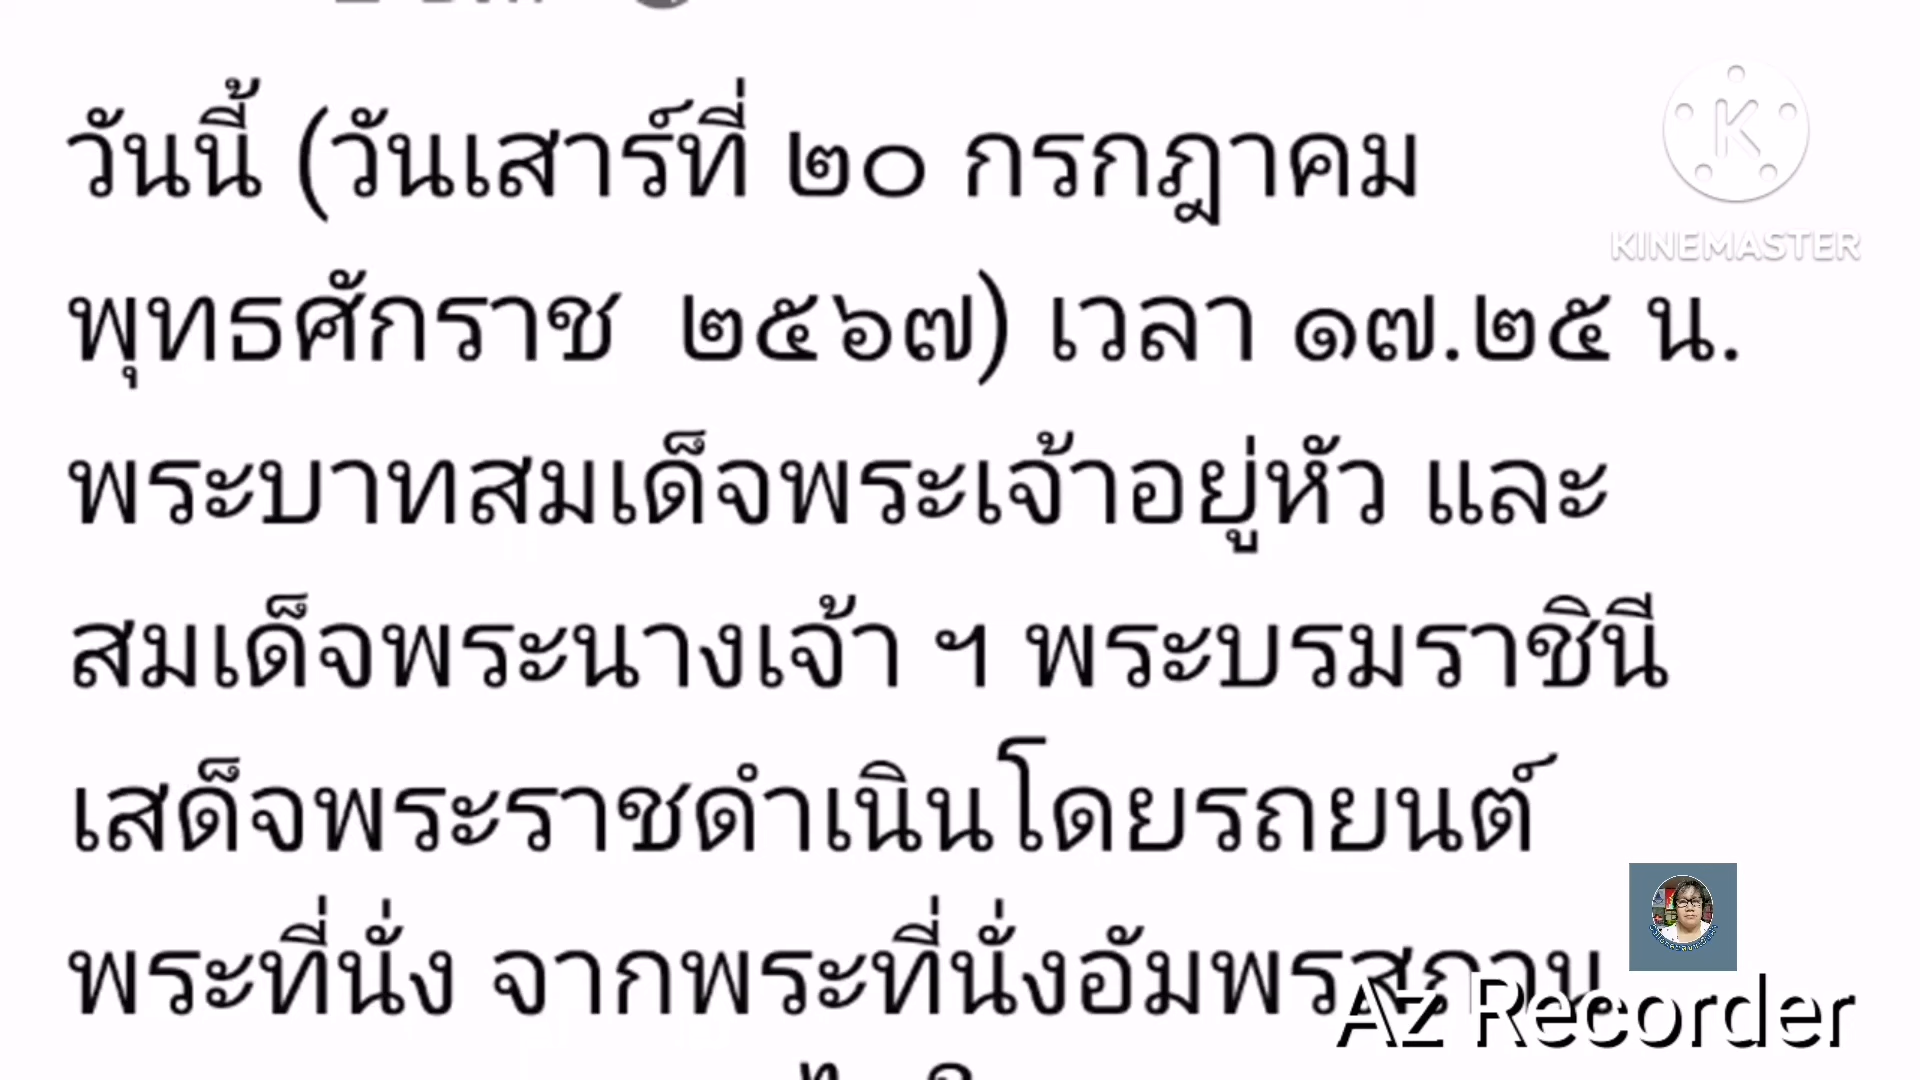 วันนี้ (วันเสาร์ที่ ๒๐ กรกฎาคม
พุทธศักราช ๒๕๖๗) เวลา ๑๗.๒๕ น.
พระบาทสมเด็จพระเจ้าอยู่หัว และ
สมเด็จพระนางเจ้า ฯ พระบรมราชินี
เสด็จพระราชดำเนินโดยรถยนต์
พระที่นั่ง จากพระที่นั่งอัมพรสถาน
KINEMASTER
Az Recorder